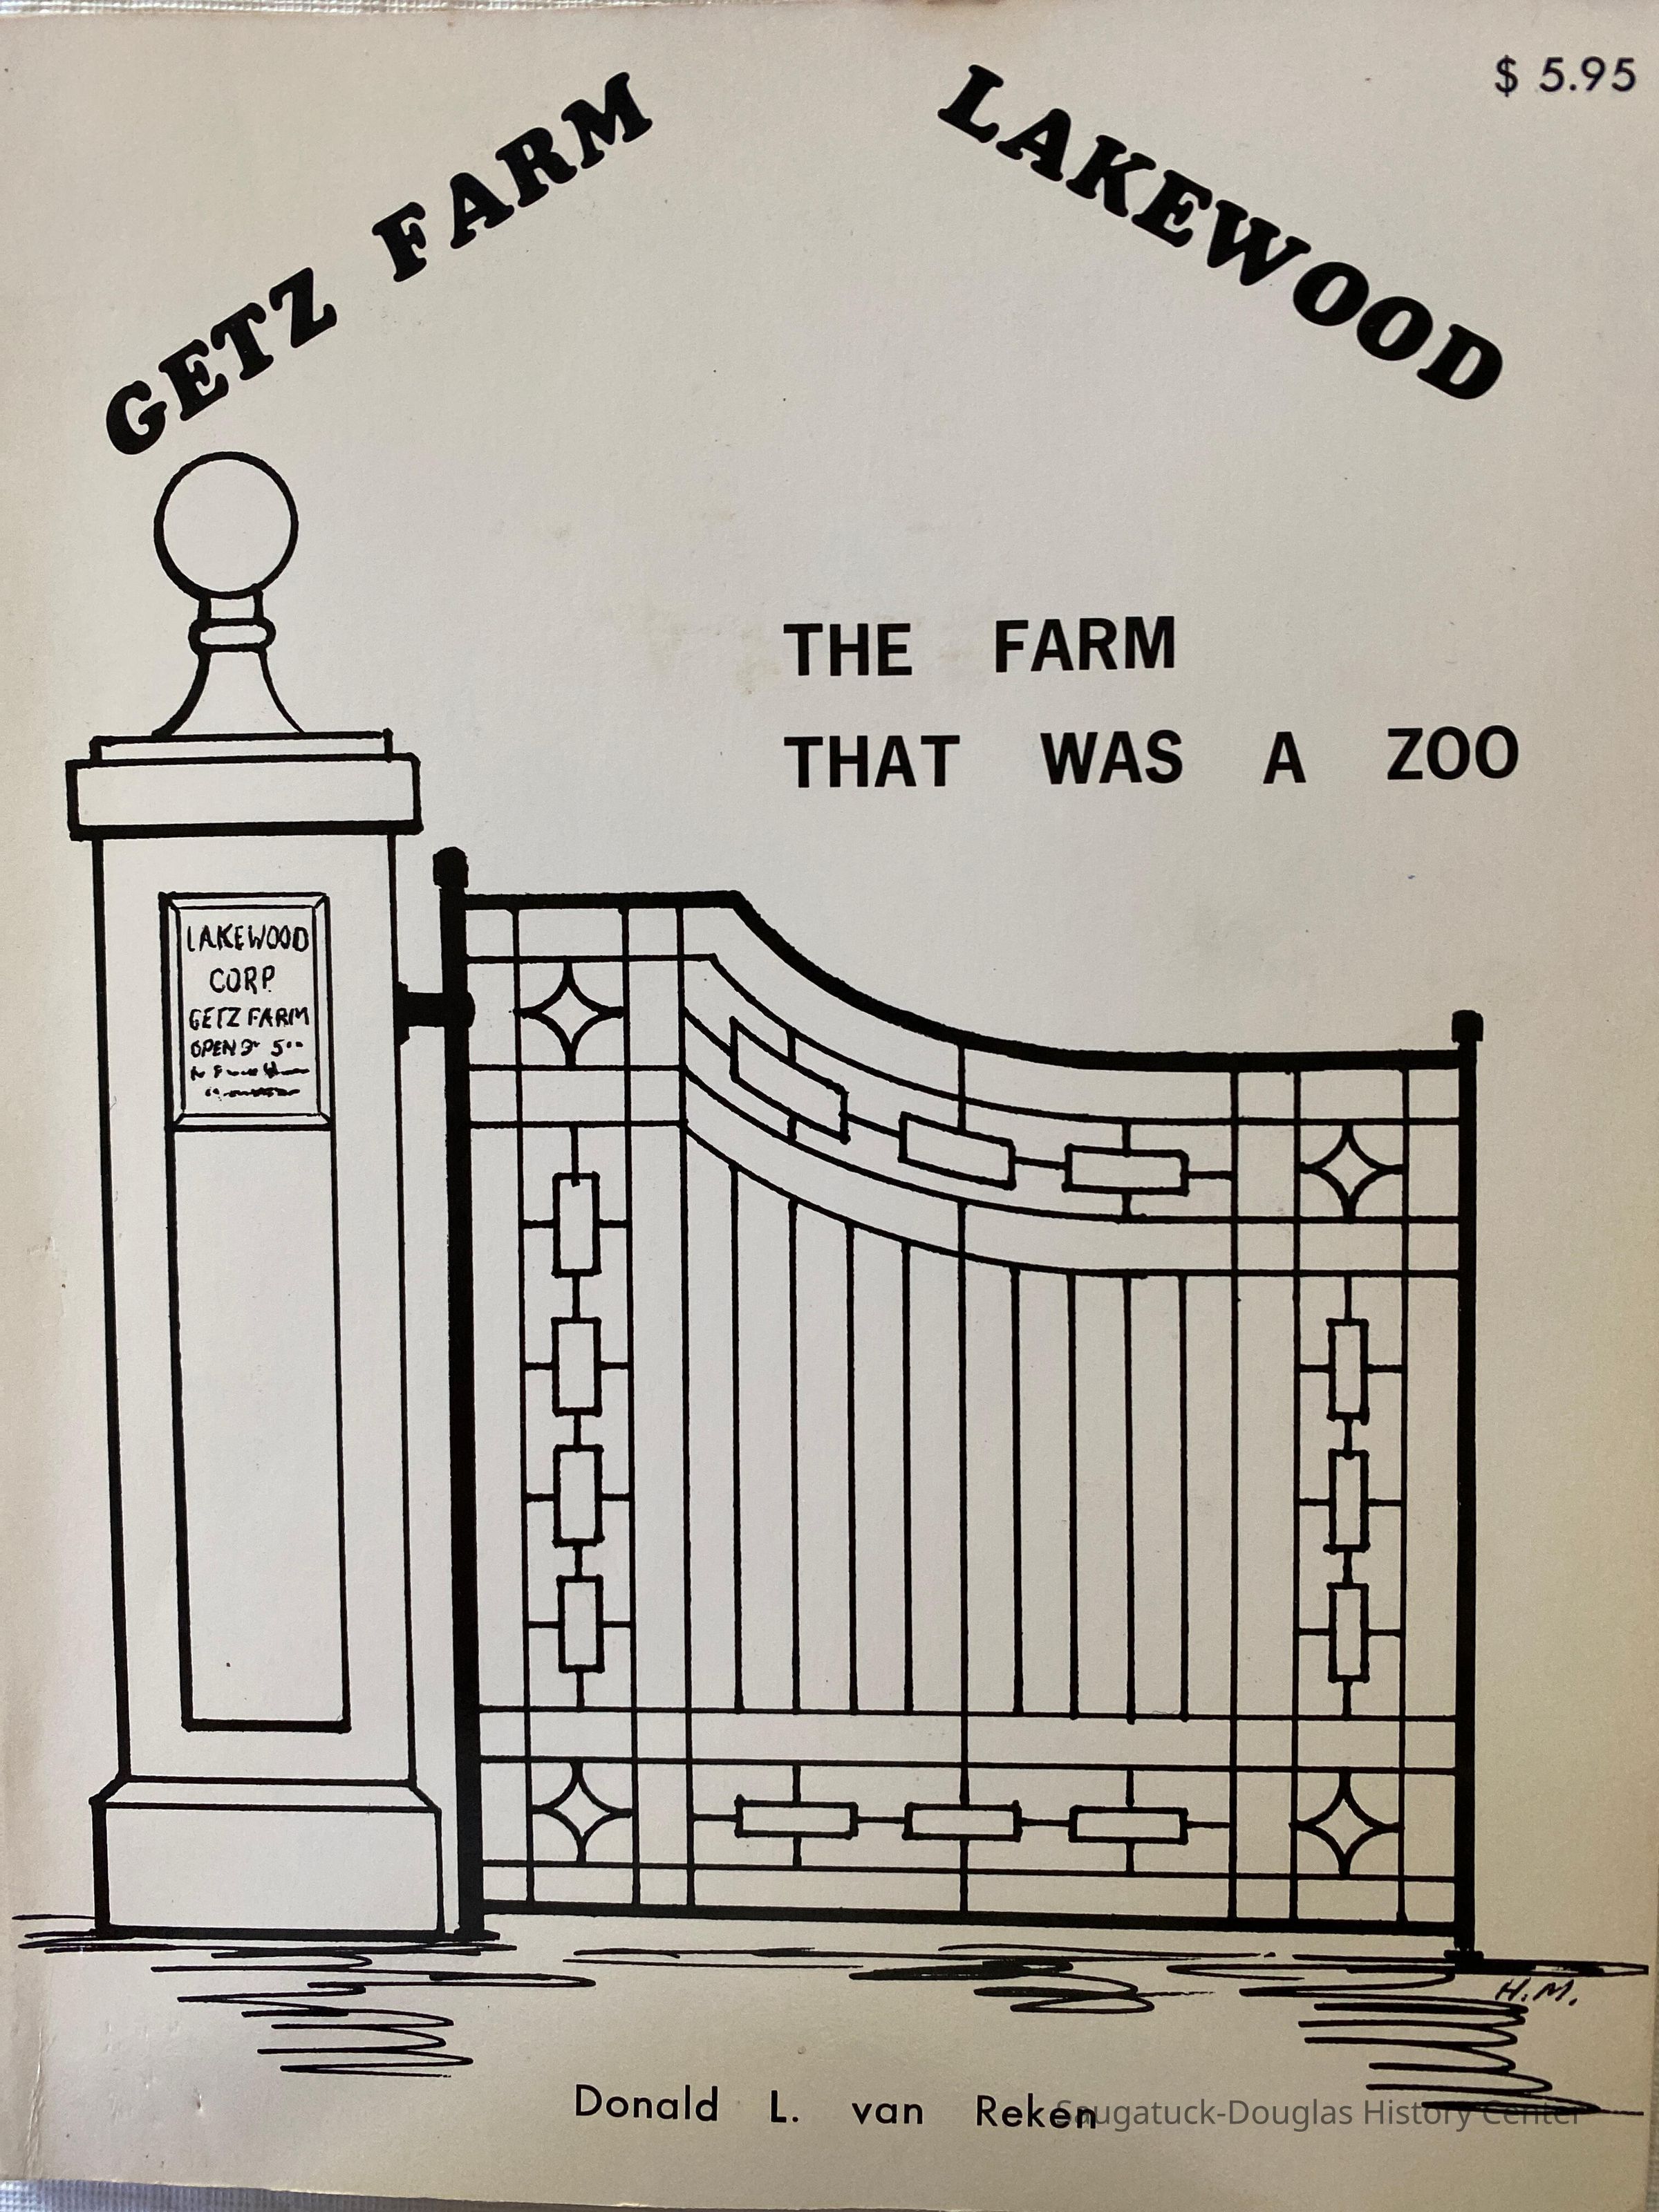 $ 5.95
GETZ FARM LAKEWOOD
THE FARM
THAT WAS A ZOO
LAKEWOOD
CORP.
GETZ FARM
OPEN
H.M.
Donald L. van Reken
Saugatuck-Douglas History Center